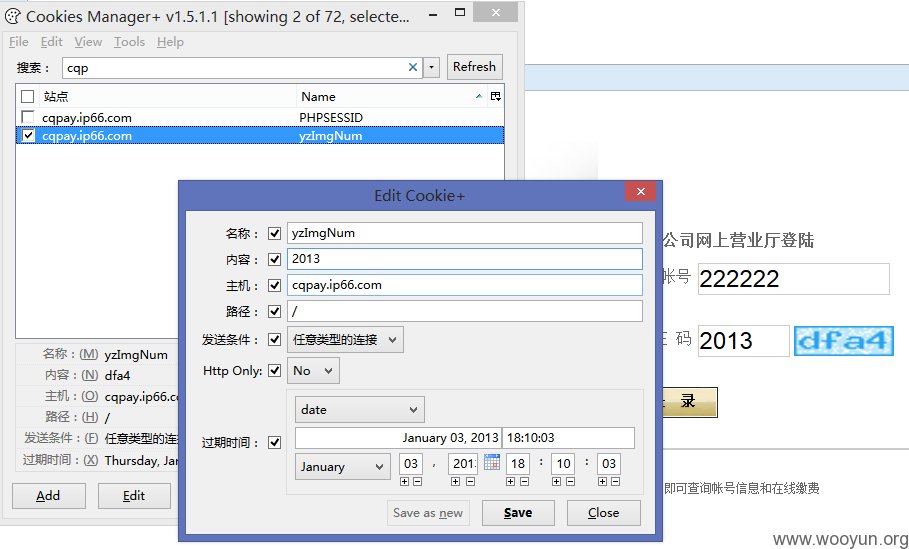 Cookies Manager+ v1.5.1.1 [showing 2 of 72, selecte...
File Edit View Tools Help
搜索： cqp Refresh
站点 Name
cqpay.ip66.com PHPSESSID
cqpay.ip66.com yzImgNum
Edit Cookie+
名称： yzImgNum
内容： 2013
主机： cqpay.ip66.com
路径： /
发送条件： 任意类型的连接
Http Only: No
date
过期时间： January 03, 2013 18:10:03
January 03 , 201 18 : 10 : 03
Save as new Save Close
名称：(M) yzImgNum
内容：(N) dfa4
主机：(O) cqpay.ip66.c
路径：(H) /
发送条件：(F) 任意类型的连
过期时间：(X) Thursday, Jan
Add Edit
公司网上营业厅登陆
帐号 222222
码 2013 dfa4
录
即可查询帐号信息和在线缴费
www.wooyun.org